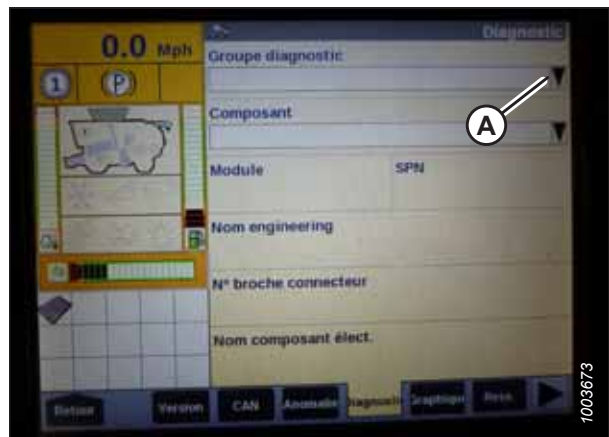 0.0 Mph
Diagnostic
Groupe diagnostic
1
P
A
Composant
Module
SPN
Nom engineering
N° broche connecteur
Nom composant élect.
Retour
Version
CAN
Anomalie
Diagnostic
Graphique
1003673